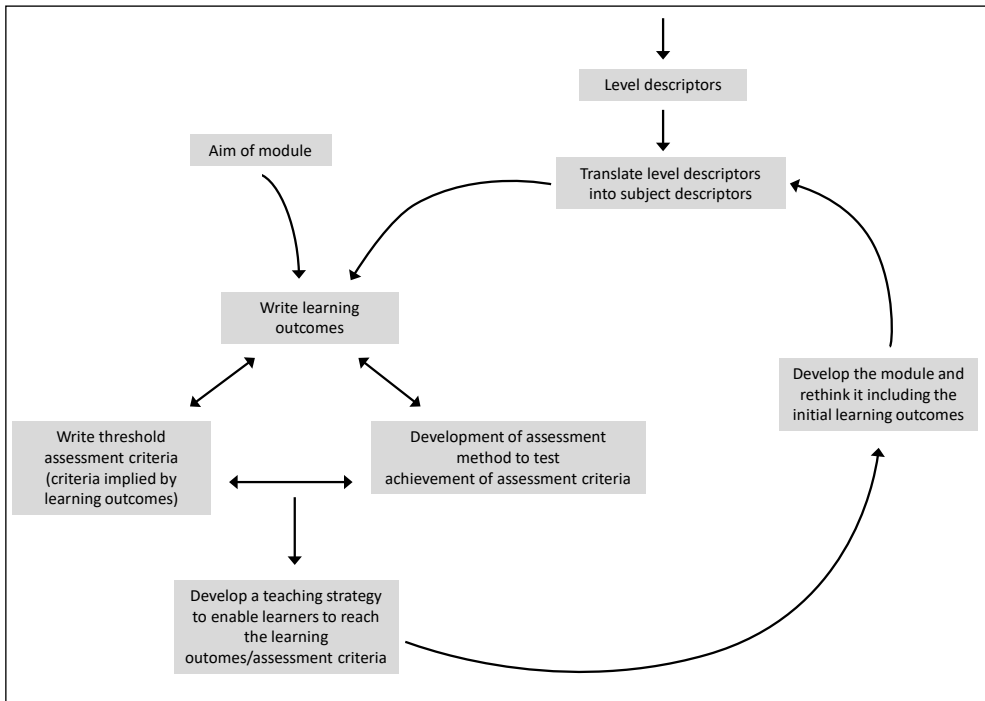 Level descriptors
Aim of module
Translate level descriptors
into subject descriptors
Write learning
outcomes
Develop the module and
rethink it including the
initial learning outcomes
Write threshold
assessment criteria
(criteria implied by
learning outcomes)
Development of assessment
method to test
achievement of assessment criteria
Develop a teaching strategy
to enable learners to reach
the learning
outomes/assessment criteria